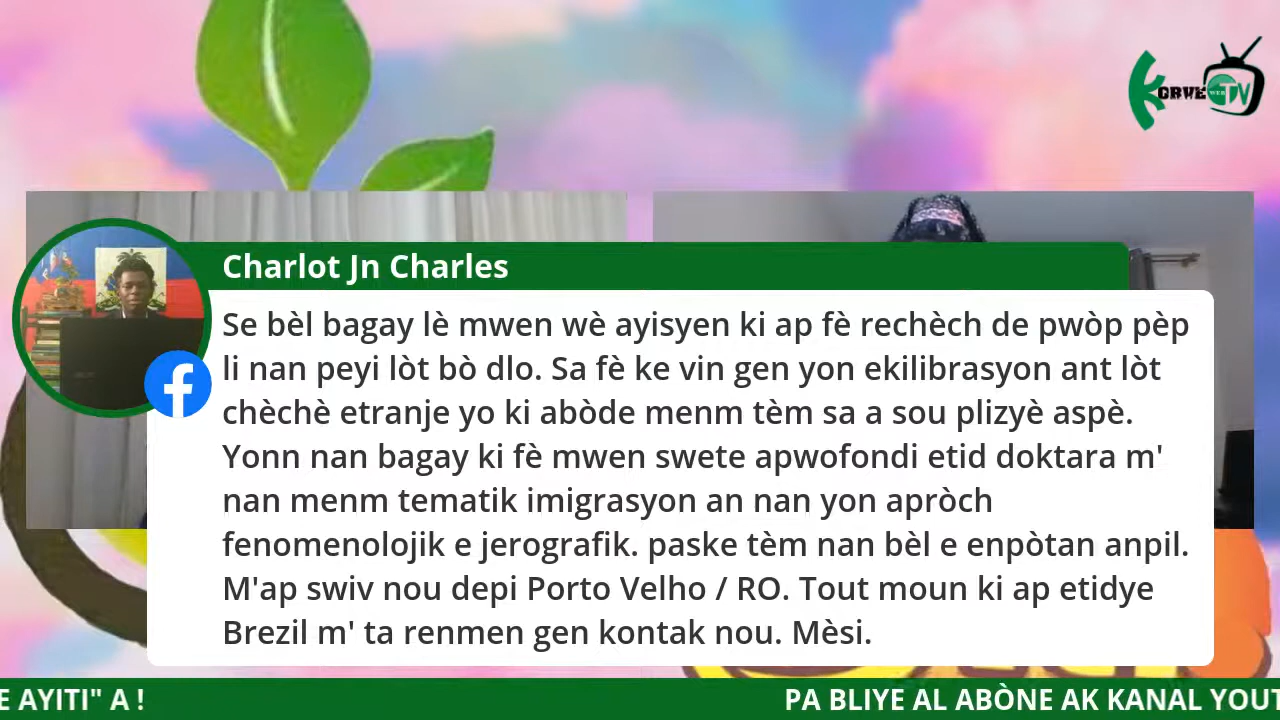 KORVE WEB TV
Charlot Jn Charles
Se bèl bagay lè mwen wè ayisyen ki ap fè rechèch de pwòp pèp
li nan peyi lòt bò dlo. Sa fè ke vin gen yon ekilibrasyon ant lòt
chèchè etranje yo ki abòde menm tèm sa a sou plizyè aspè.
Yonn nan bagay ki fè mwen swete apwofondi etid doktara m'
nan menm tematik imigrasyon an nan yon apròch
fenomenolojik e jerografik. paske tèm nan bèl e enpòtan anpil.
M'ap swiv nou depi Porto Velho / RO. Tout moun ki ap etidye
Brezil m' ta renmen gen kontak nou. Mèsi.
E AYITI" A ! PA BLIYE AL ABÒNE AK KANAL YOUT